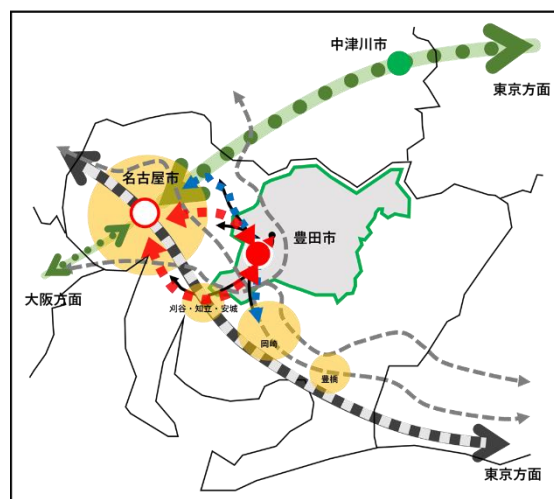 中津川市
東京方面
名古屋市
豊田市
大阪方面
刈谷・知立・安城
岡崎
豊橋
東京方面